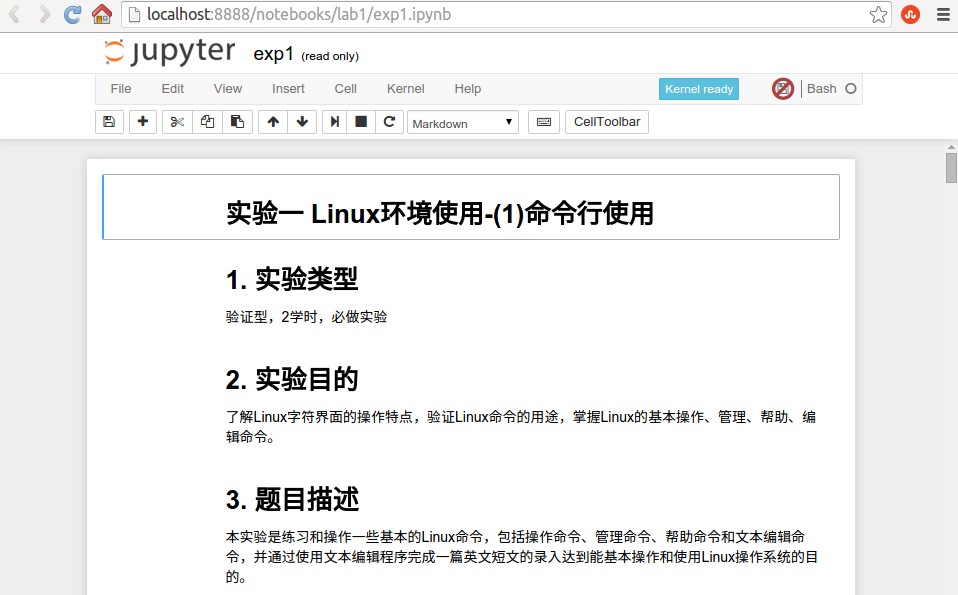 localhost:8888/notebooks/lab1/exp1.ipynb
jupyter exp1 (read only)
File Edit View Insert Cell Kernel Help Kernel ready Bash
Markdown CellToolbar
实验一 Linux环境使用-(1)命令行使用
1. 实验类型
验证型，2学时，必做实验
2. 实验目的
了解Linux字符界面的操作特点，验证Linux命令的用途，掌握Linux的基本操作、管理、帮助、编
辑命令。
3. 题目描述
本实验是练习和操作一些基本的Linux命令，包括操作命令、管理命令、帮助命令和文本编辑命
令，并通过使用文本编辑程序完成一篇英文短文的录入达到能基本操作和使用Linux操作系统的目
的。